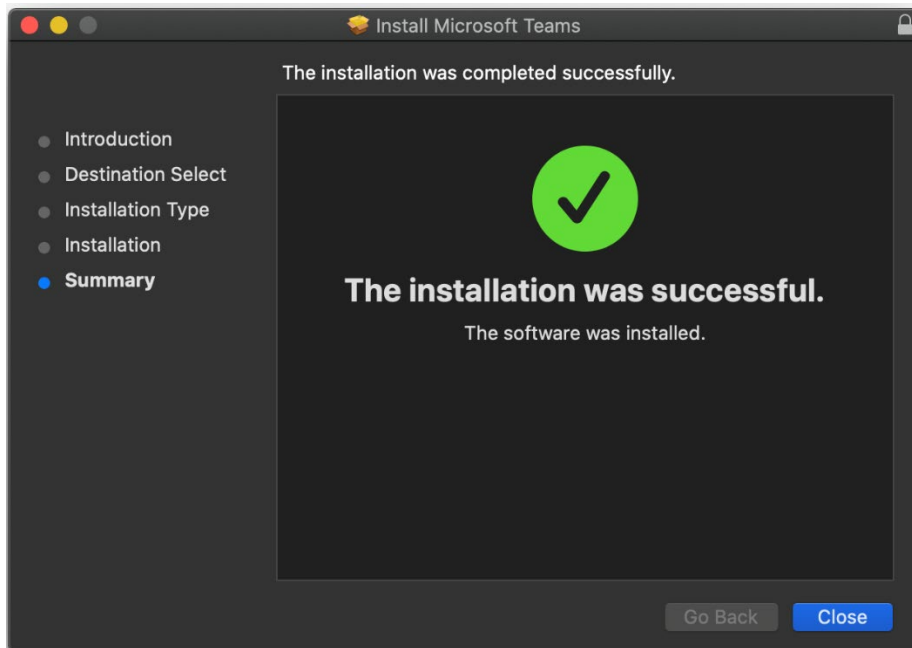 Install Microsoft Teams
The installation was completed successfully.
Introduction
Destination Select
Installation Type
Installation
Summary
The installation was successful.
The software was installed.
Go Back
Close